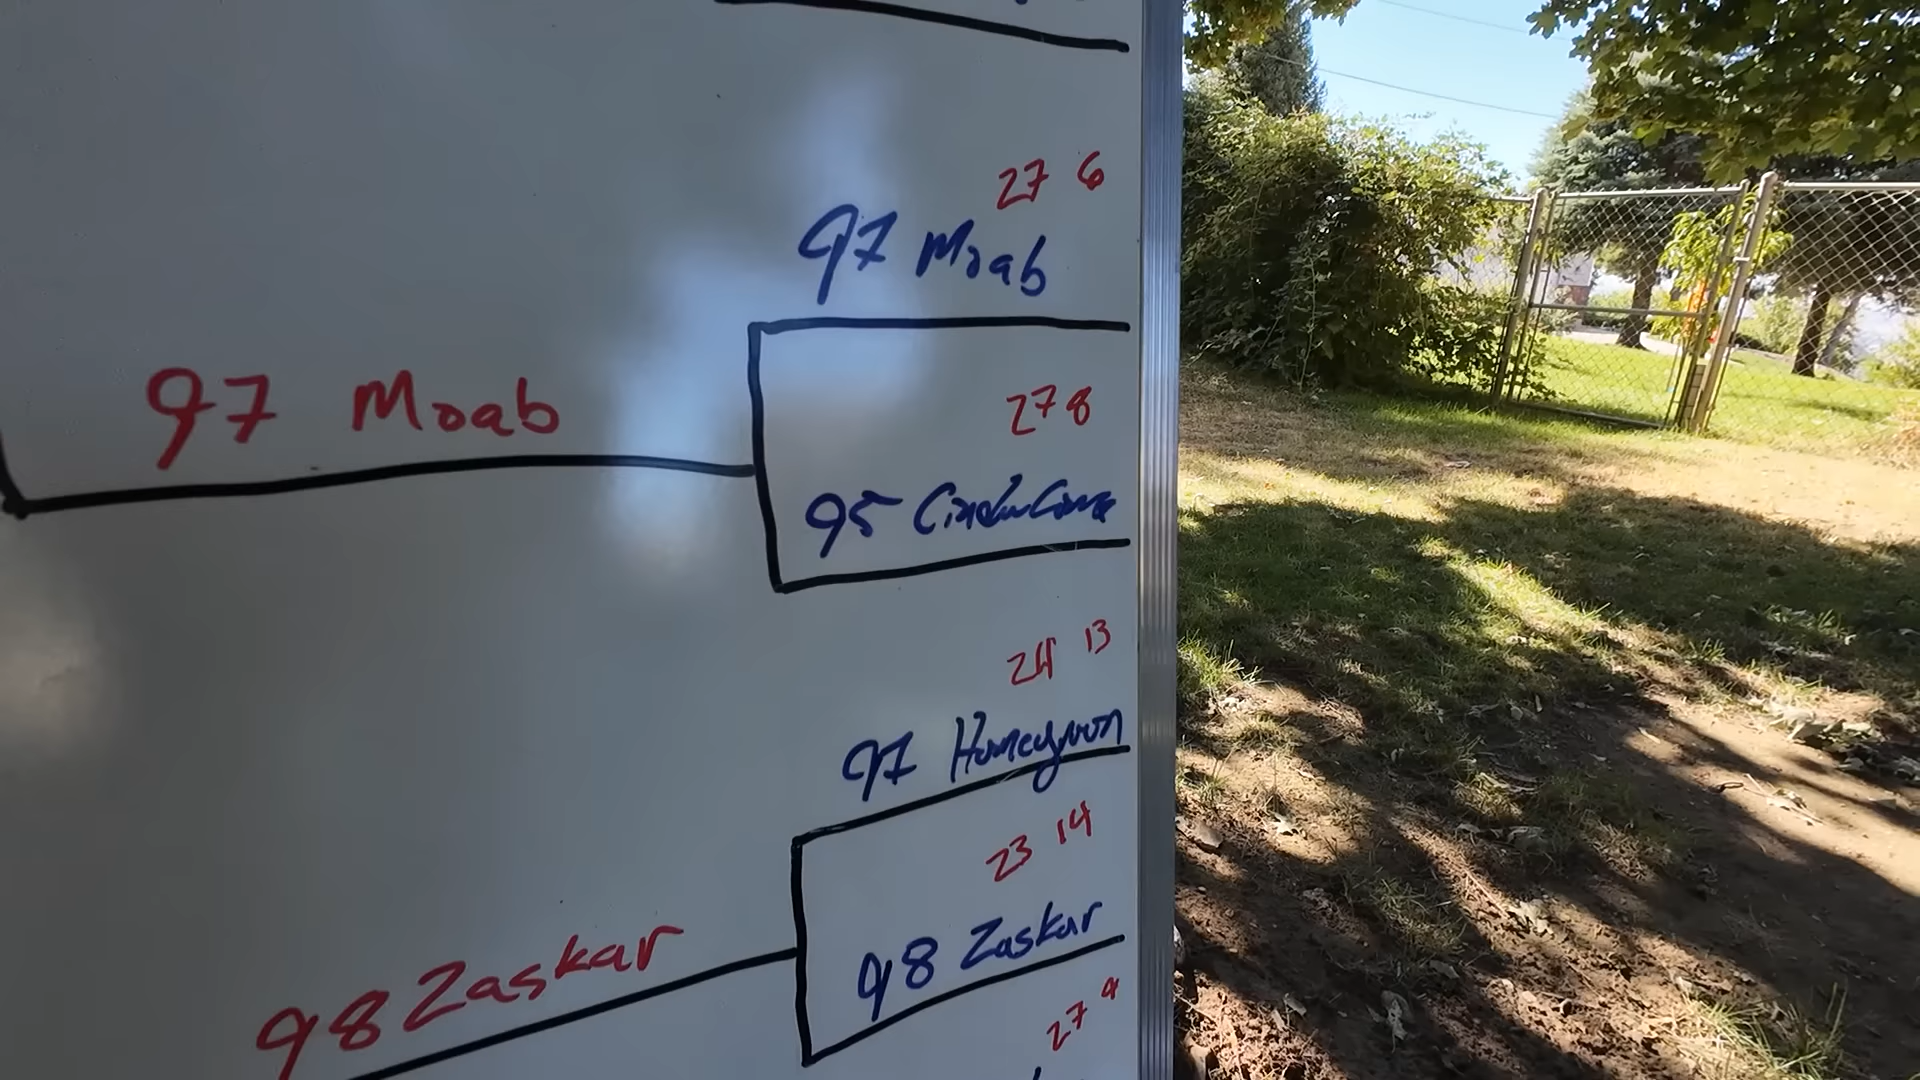 27 6
97 Moab
97 Moab
27 8
95 Cinder Cone
24 13
97 Honeymoon
23 14
98 Zaskar
98 Zaskar
27 9